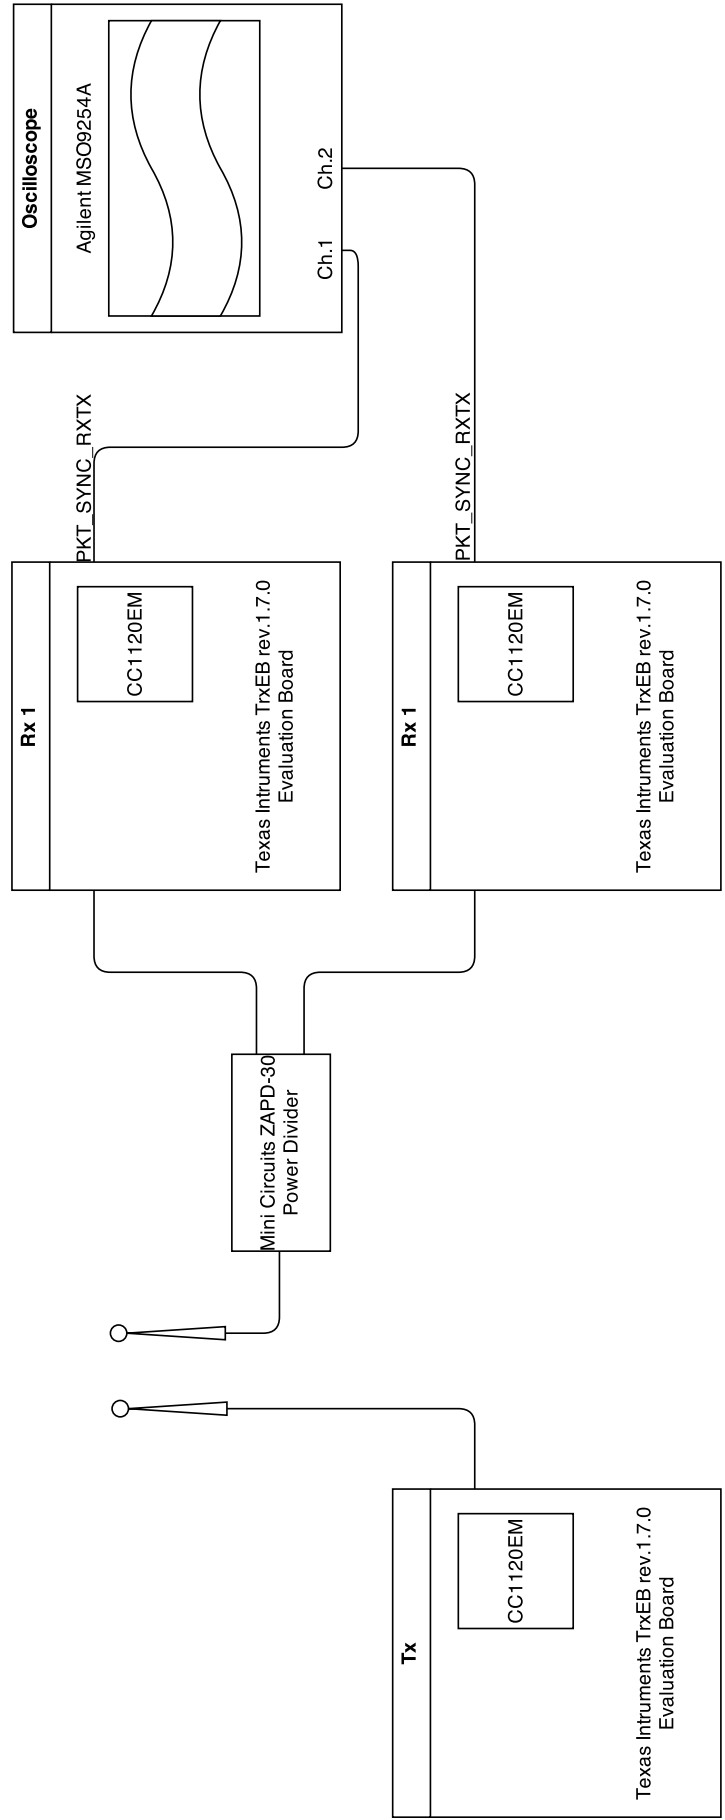 Oscilloscope
Agilent MSO9254A
Ch.1
Ch.2
PKT_SYNC_RXTX
PKT_SYNC_RXTX
Rx 1
CC1120EM
Texas Intruments TrxEB rev.1.7.0
Evaluation Board
Rx 1
CC1120EM
Texas Intruments TrxEB rev.1.7.0
Evaluation Board
Mini Circuits ZAPD-30
Power Divider
Tx
CC1120EM
Texas Intruments TrxEB rev.1.7.0
Evaluation Board